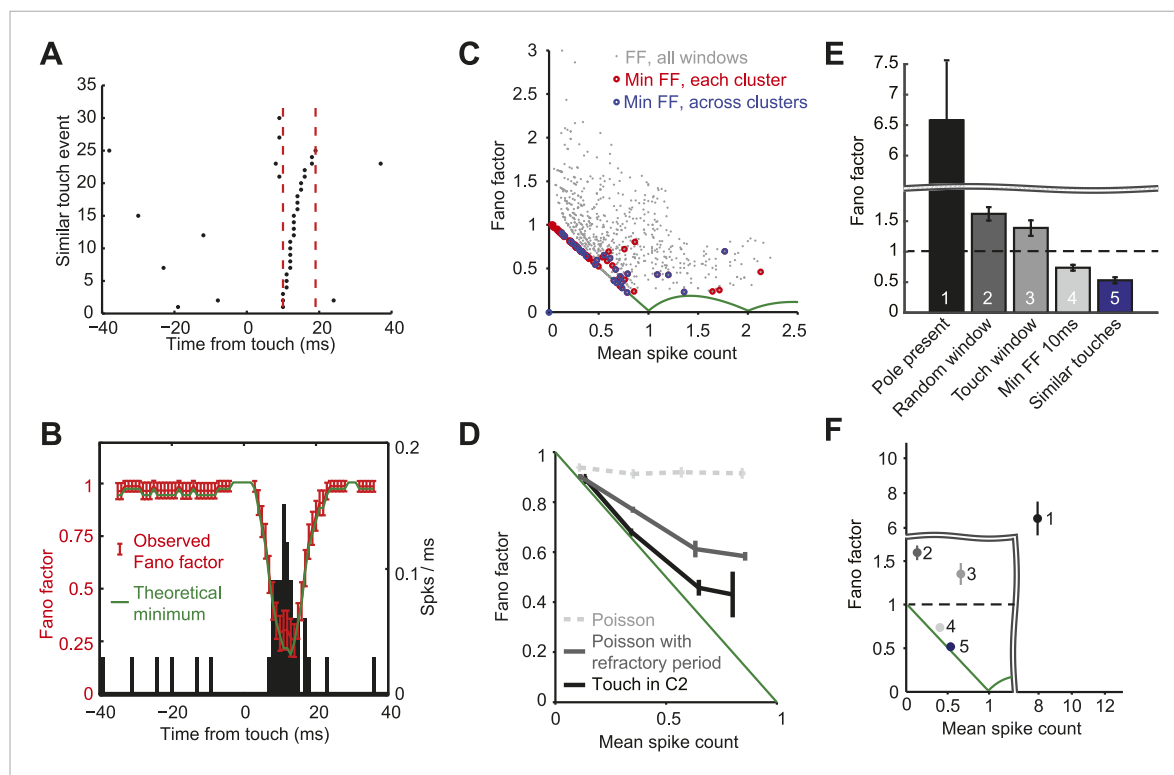 A
35
30
25
20
15
10
5
0
Similar touch event
−40
−20
0
20
40
Time from touch (ms)
B
1
0.75
0.5
0.25
0
Fano factor
Observed
Fano factor
Theoretical
minimum
0.2
0.1
0
Spks / ms
−40
−20
0
20
40
Time from touch (ms)
C
3
2.5
2
1.5
1
0.5
0
Fano factor
FF, all windows
Min FF, each cluster
Min FF, across clusters
0
0.5
1
1.5
2
2.5
Mean spike count
D
1
0.8
0.6
0.4
0.2
0
Fano factor
Poisson
Poisson with
refractory period
Touch in C2
0
0.5
1
Mean spike count
E
7.5
7
6.5
1.5
1
0.5
0
Fano factor
1
2
3
4
5
Pole present
Random window
Touch window
Min FF 10ms
Similar touches
F
10
8
6
1.5
1
0.5
0
Fano factor
1
2
3
4
5
0
0.5
1
8
10
12
Mean spike count